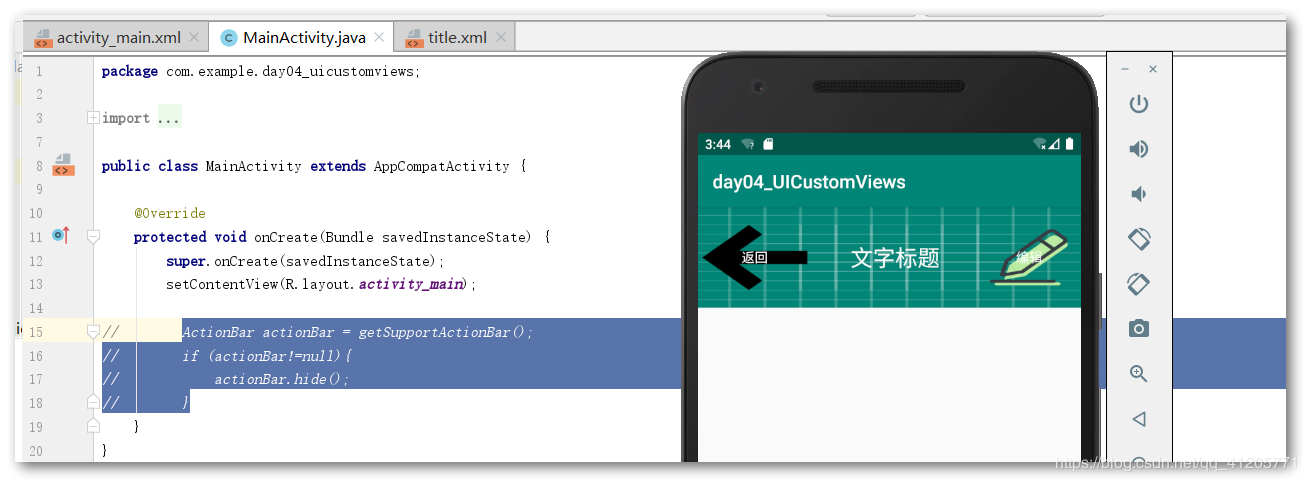 activity_main.xml MainActivity.java title.xml
1 package com.example.day04_uicustomviews;
2
3 import ...
7
8 public class MainActivity extends AppCompatActivity {
9
10 @Override
11 protected void onCreate(Bundle savedInstanceState) {
12 super.onCreate(savedInstanceState);
13 setContentView(R.layout.activity_main);
14
15 // ActionBar actionBar = getSupportActionBar();
16 // if (actionBar!=null){
17 // actionBar.hide();
18 // }
19 }
20 }
3:44
day04_UICustomViews
返回 文字标题 编辑
https://blog.csdn.net/qq_41205771